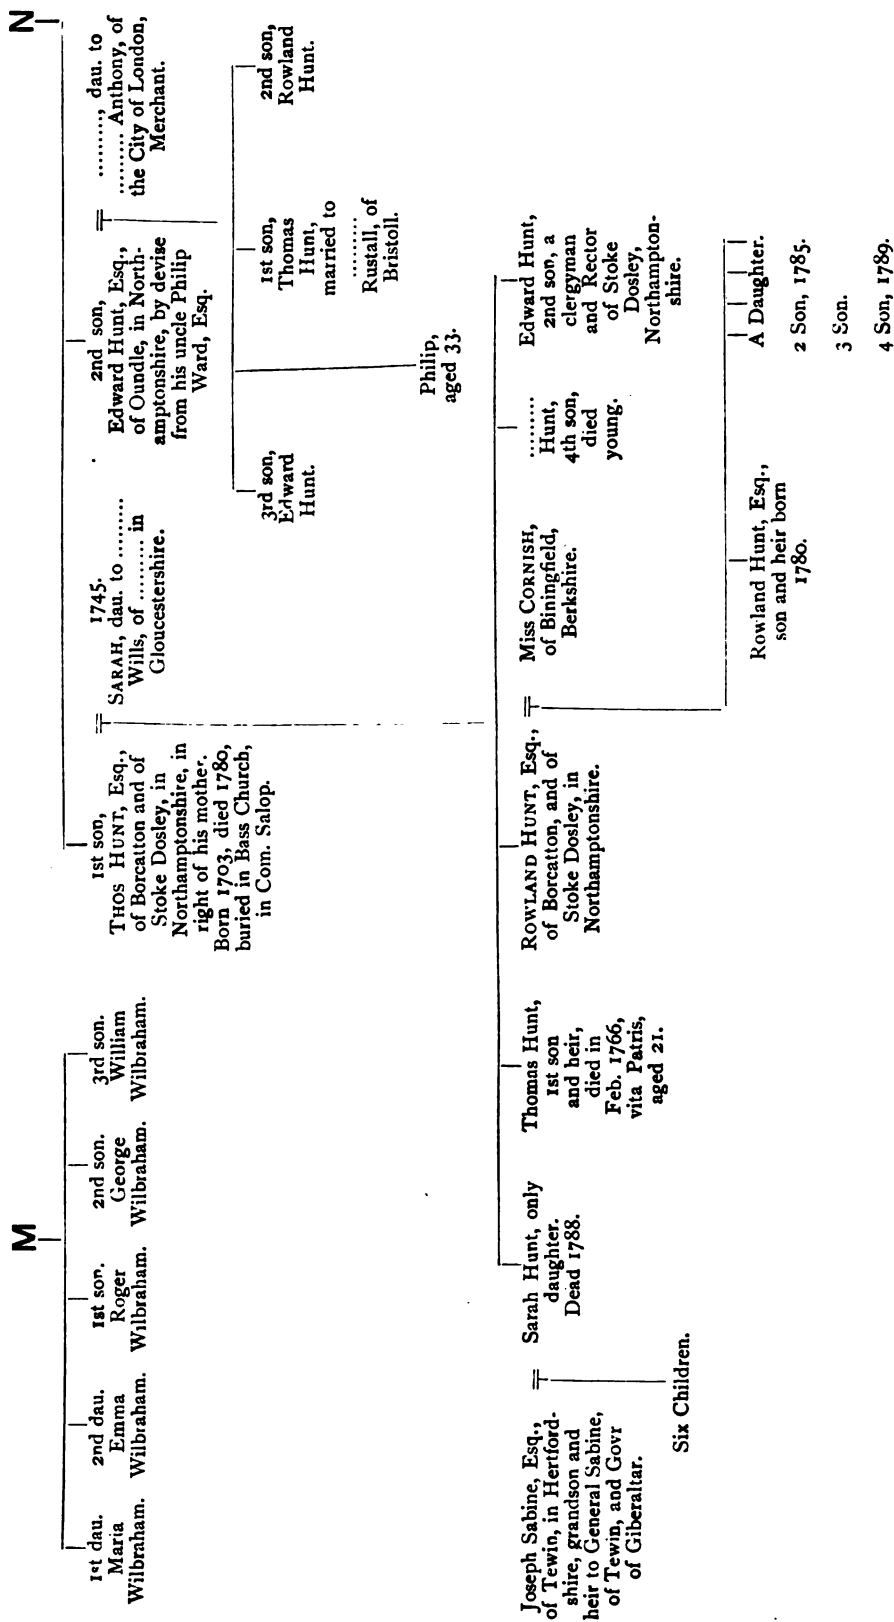 M
1st dau.
Maria
Wilbraham.
2nd dau.
Emma
Wilbraham.
1st son.
Roger
Wilbraham.
2nd son.
George
Wilbraham.
3rd son.
William
Wilbraham.
N
1st son,
THOS HUNT, Esq.,
of Borcatton and of
Stoke Dosley, in
Northamptonshire, in
right of his mother.
Born 1703, died 1780,
buried in Bass Church,
in Com. Salop.
1745.
SARAH, dau. to .........
Wills, of ......... in
Gloucestershire.
2nd son,
Edward Hunt, Esq.,
of Oundle, in North-
amptonshire, by devise
from his uncle Philip
Ward, Esq.
........., dau. to
......... Anthony, of
the City of London,
Merchant.
3rd son,
Edward
Hunt.
Philip,
aged 33.
1st son,
Thomas
Hunt,
married to
.........
Rustall, of
Bristoll.
2nd son,
Rowland
Hunt.
Joseph Sabine, Esq.,
of Tewin, in Hertford-
shire, grandson and
heir to General Sabine,
of Tewin, and Govr
of Giberaltar.
Sarah Hunt, only
daughter.
Dead 1788.
Six Children.
Thomas Hunt,
1st son
and heir,
died in
Feb. 1766,
vita Patris,
aged 21.
ROWLAND HUNT, Esq.,
of Borcatton, and of
Stoke Dosley, in
Northamptonshire.
Miss CORNISH,
of Biningfield,
Berkshire.
.........
Hunt,
4th son,
died
young.
Edward Hunt,
2nd son, a
clergyman
and Rector
of Stoke
Dosley,
Northampton-
shire.
Rowland Hunt, Esq.,
son and heir born
1780.
A Daughter.
2 Son, 1785.
3 Son.
4 Son, 1789.